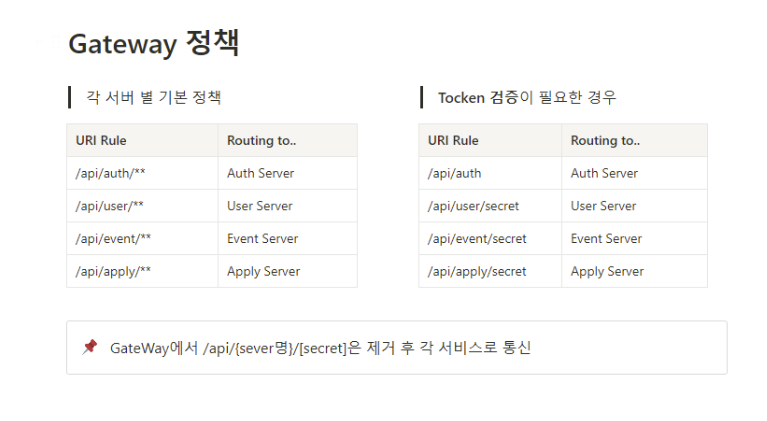 Gateway 정책
각 서버 별 기본 정책
URI Rule Routing to..
/api/auth/** Auth Server
/api/user/** User Server
/api/event/** Event Server
/api/apply/** Apply Server
Tocken 검증이 필요한 경우
URI Rule Routing to..
/api/auth Auth Server
/api/user/secret User Server
/api/event/secret Event Server
/api/apply/secret Apply Server
GateWay에서 /api/{sever명}/[secret]은 제거 후 각 서비스로 통신